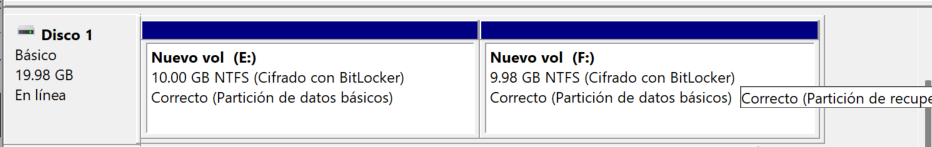 Disco 1
Básico
19.98 GB
En línea
Nuevo vol (E:)
10.00 GB NTFS (Cifrado con BitLocker)
Correcto (Partición de datos básicos)
Nuevo vol (F:)
9.98 GB NTFS (Cifrado con BitLocker)
Correcto (Partición de datos básicos)
Correcto (Partición de recupe